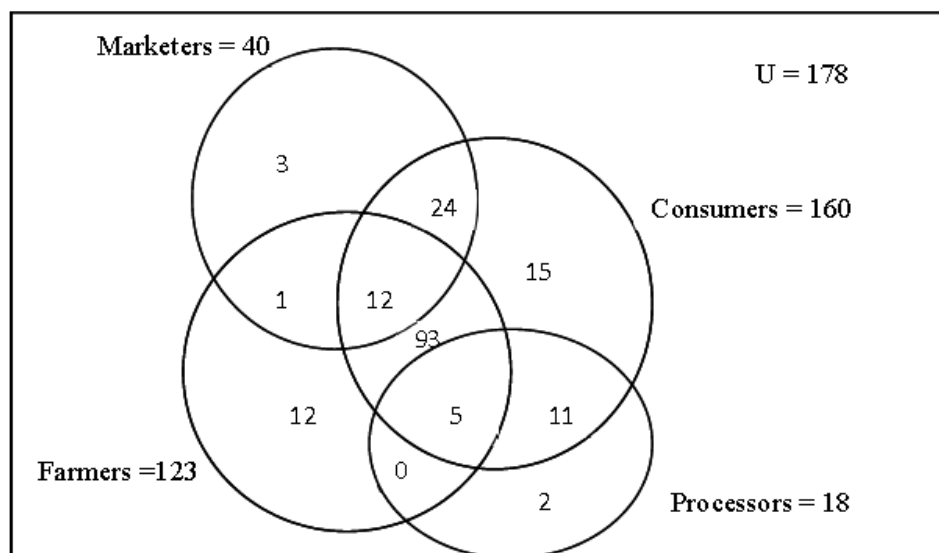 Marketers = 40
U = 178
3
24
Consumers = 160
15
1
12
93
12
5
11
Farmers =123
0
2
Processors = 18